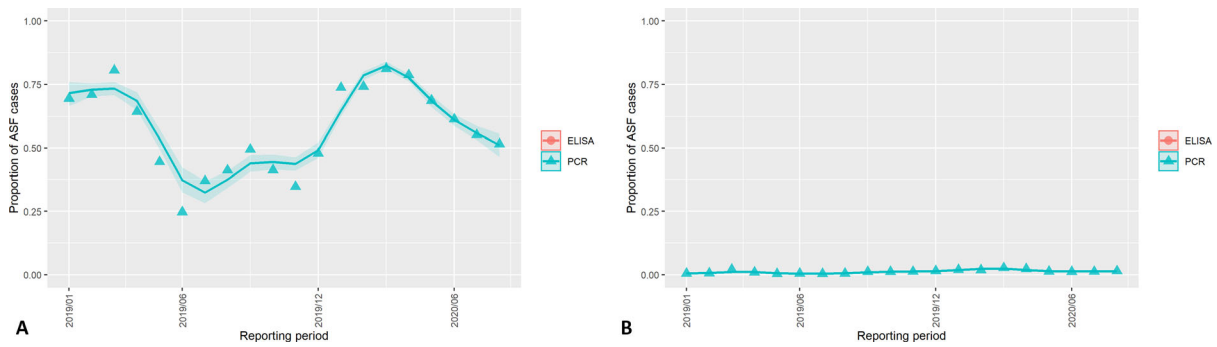 1.00
0.75
0.50
0.25
0.00
Proportion of ASF cases
2019/01
2019/06
2019/12
2020/06
Reporting period
ELISA
PCR
A
1.00
0.75
0.50
0.25
0.00
Proportion of ASF cases
2019/01
2019/06
2019/12
2020/06
Reporting period
ELISA
PCR
B